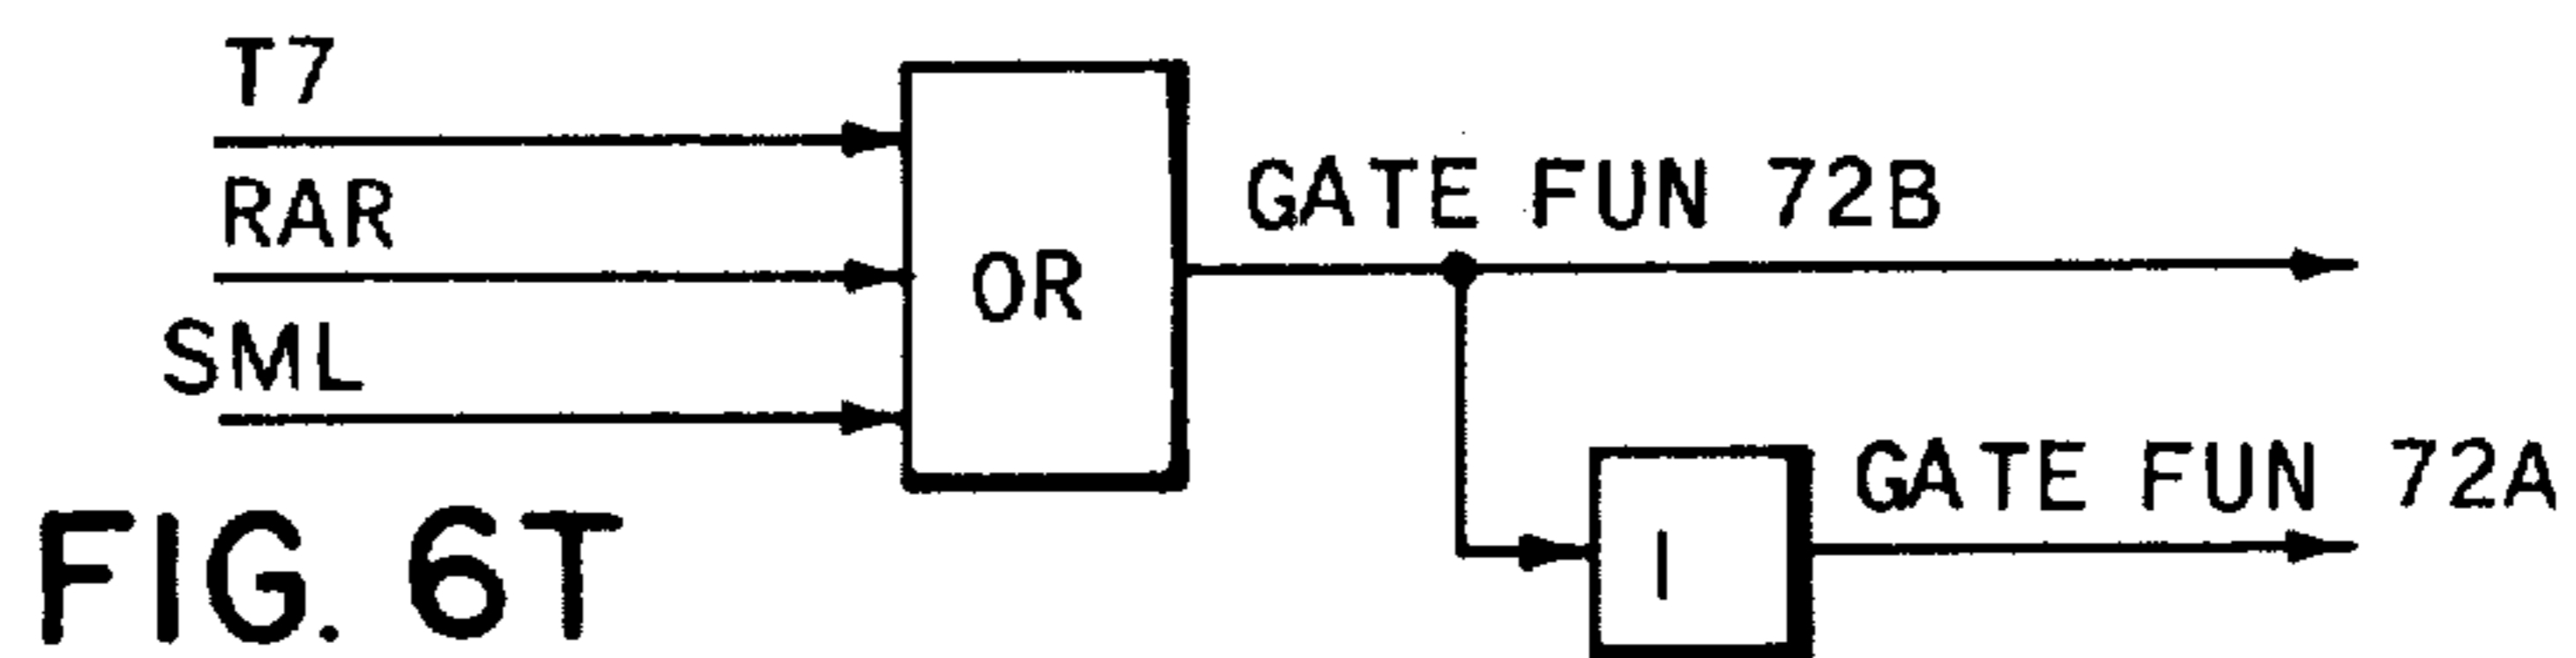 T7
RAR
SML
OR
GATE FUN 72B
I
GATE FUN 72A
FIG. 6T